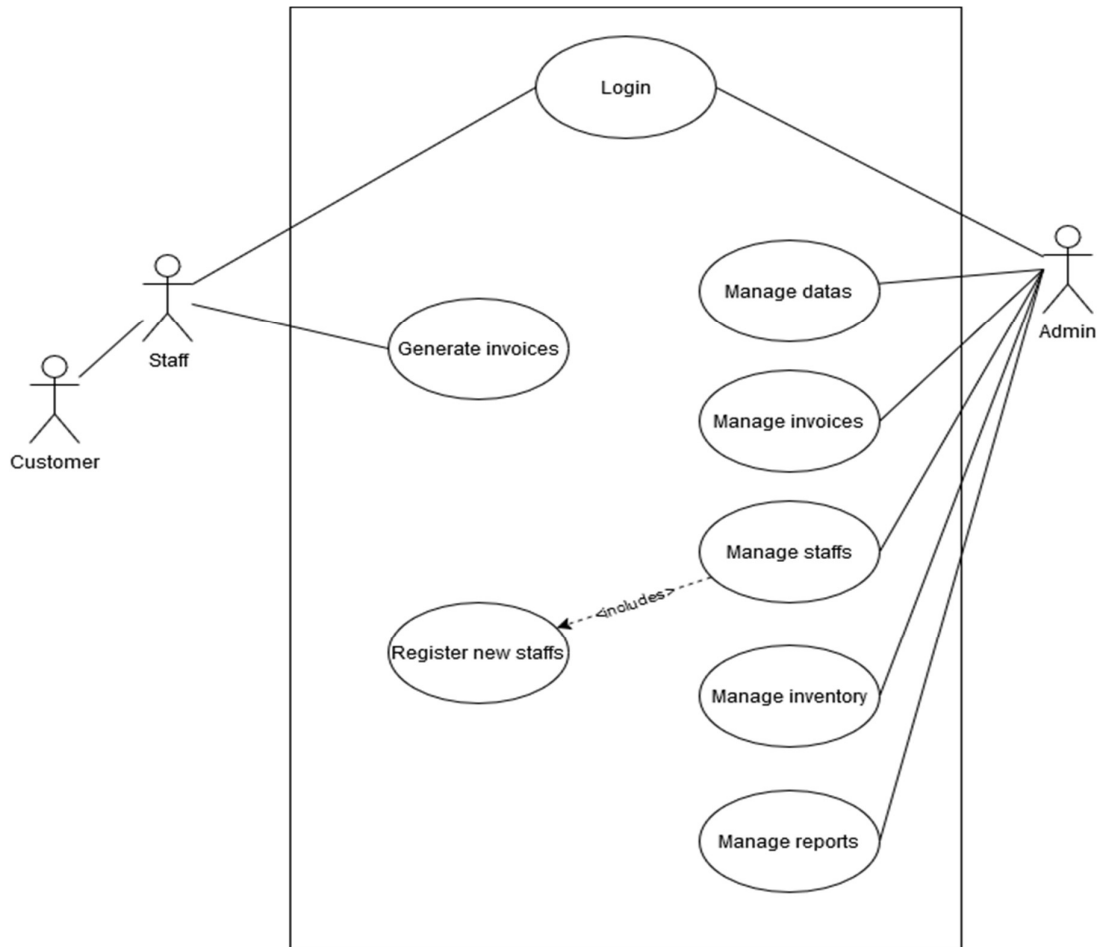 Login
Manage datas
Admin
Staff
Generate invoices
Customer
Manage invoices
Manage staffs
<includes>
Register new staffs
Manage inventory
Manage reports